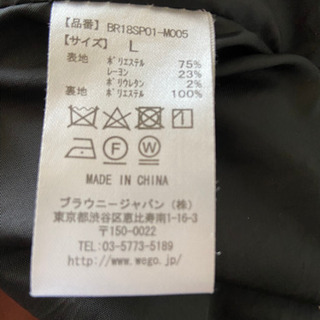 【品番】 BR18SP01-M005
【サイズ】 L
表地 ポリエステル 75%
レーヨン 23%
ポリウレタン 2%
裏地 ポリエステル 100%
F W
MADE IN CHINA
ブラウニージャパン (株)
東京都渋谷区恵比寿南1-16-3
〒150-0022
TEL:03-5773-5189
http://www.wego.jp/